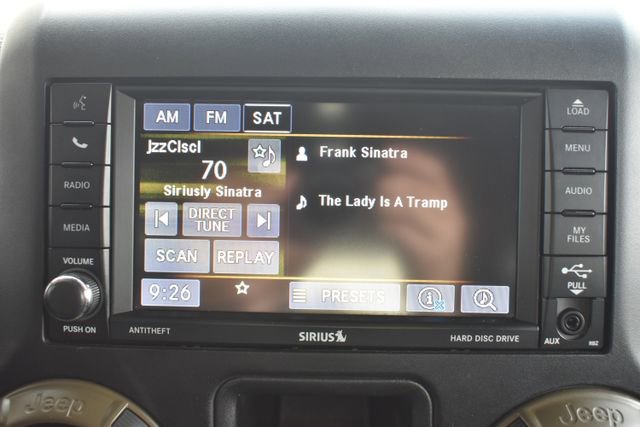 LOAD
AM FM SAT
JzzClscl
70
Siriusly Sinatra
Frank Sinatra
The Lady Is A Tramp
DIRECT
TUNE
SCAN REPLAY
9:26
PRESETS
RADIO
MEDIA
VOLUME
PUSH ON
MENU
AUDIO
MY
FILES
PULL
AUX
RBZ
ANTITHEFT
SIRIUS
HARD DISC DRIVE
Jeep
Jeep